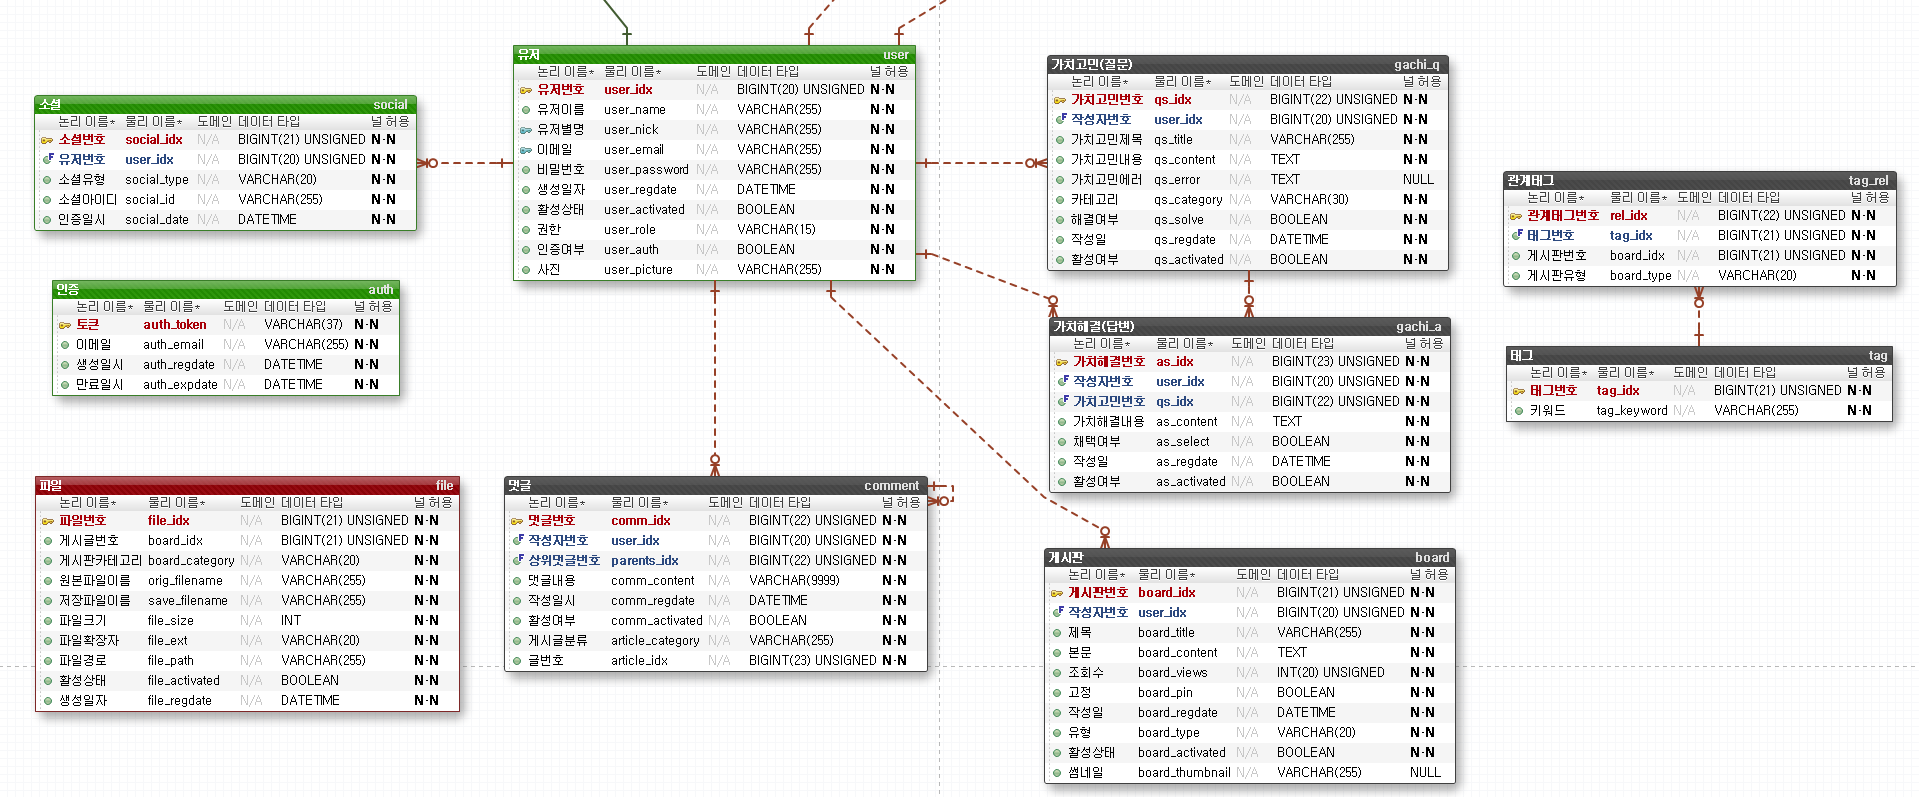 소셜 social
논리 이름* 물리 이름* 도메인 데이터 타입 널 허용
소셜번호 social_idx N/A BIGINT(21) UNSIGNED N-N
유저번호 user_idx N/A BIGINT(20) UNSIGNED N-N
소셜유형 social_type N/A VARCHAR(20) N-N
소셜아이디 social_id N/A VARCHAR(255) N-N
인증일시 social_date N/A DATETIME N-N
인증 auth
논리 이름* 물리 이름* 도메인 데이터 타입 널 허용
토큰 auth_token N/A VARCHAR(37) N-N
이메일 auth_email N/A VARCHAR(255) N-N
생성일시 auth_regdate N/A DATETIME N-N
만료일시 auth_expdate N/A DATETIME N-N
파일 file
논리 이름* 물리 이름* 도메인 데이터 타입 널 허용
파일번호 file_idx N/A BIGINT(21) UNSIGNED N-N
게시글번호 board_idx N/A BIGINT(21) UNSIGNED N-N
게시판카테고리 board_category N/A VARCHAR(20) N-N
원본파일이름 orig_filename N/A VARCHAR(255) N-N
저장파일이름 save_filename N/A VARCHAR(255) N-N
파일크기 file_size N/A INT N-N
파일확장자 file_ext N/A VARCHAR(20) N-N
파일경로 file_path N/A VARCHAR(255) N-N
활성상태 file_activated N/A BOOLEAN N-N
생성일자 file_regdate N/A DATETIME N-N
유저 user
논리 이름* 물리 이름* 도메인 데이터 타입 널 허용
유저번호 user_idx N/A BIGINT(20) UNSIGNED N-N
유저이름 user_name N/A VARCHAR(255) N-N
유저별명 user_nick N/A VARCHAR(255) N-N
이메일 user_email N/A VARCHAR(255) N-N
비밀번호 user_password N/A VARCHAR(255) N-N
생성일자 user_regdate N/A DATETIME N-N
활성상태 user_activated N/A BOOLEAN N-N
권한 user_role N/A VARCHAR(15) N-N
인증여부 user_auth N/A BOOLEAN N-N
사진 user_picture N/A VARCHAR(255) N-N
댓글 comment
논리 이름* 물리 이름* 도메인 데이터 타입 널 허용
댓글번호 comm_idx N/A BIGINT(22) UNSIGNED N-N
작성자번호 user_idx N/A BIGINT(20) UNSIGNED N-N
상위댓글번호 parents_idx N/A BIGINT(22) UNSIGNED N-N
댓글내용 comm_content N/A VARCHAR(9999) N-N
작성일시 comm_regdate N/A DATETIME N-N
활성여부 comm_activated N/A BOOLEAN N-N
게시글분류 article_category N/A VARCHAR(255) N-N
글번호 article_idx N/A BIGINT(23) UNSIGNED N-N
가치고민(질문) gachi_q
논리 이름* 물리 이름* 도메인 데이터 타입 널 허용
가치고민번호 qs_idx N/A BIGINT(22) UNSIGNED N-N
작성자번호 user_idx N/A BIGINT(20) UNSIGNED N-N
가치고민제목 qs_title N/A VARCHAR(255) N-N
가치고민내용 qs_content N/A TEXT N-N
가치고민에러 qs_error N/A TEXT NULL
카테고리 qs_category N/A VARCHAR(30) N-N
해결여부 qs_solve N/A BOOLEAN N-N
작성일 qs_regdate N/A DATETIME N-N
활성여부 qs_activated N/A BOOLEAN N-N
가치해결(답변) gachi_a
논리 이름* 물리 이름* 도메인 데이터 타입 널 허용
가치해결번호 as_idx N/A BIGINT(23) UNSIGNED N-N
작성자번호 user_idx N/A BIGINT(20) UNSIGNED N-N
가치고민번호 qs_idx N/A BIGINT(22) UNSIGNED N-N
가치해결내용 as_content N/A TEXT N-N
채택여부 as_select N/A BOOLEAN N-N
작성일 as_regdate N/A DATETIME N-N
활성여부 as_activated N/A BOOLEAN N-N
게시판 board
논리 이름* 물리 이름* 도메인 데이터 타입 널 허용
게시판번호 board_idx N/A BIGINT(21) UNSIGNED N-N
작성자번호 user_idx N/A BIGINT(20) UNSIGNED N-N
제목 board_title N/A VARCHAR(255) N-N
본문 board_content N/A TEXT N-N
조회수 board_views N/A INT(20) UNSIGNED N-N
고정 board_pin N/A BOOLEAN N-N
작성일 board_regdate N/A DATETIME N-N
유형 board_type N/A VARCHAR(20) N-N
활성상태 board_activated N/A BOOLEAN N-N
썸네일 board_thumbnail N/A VARCHAR(255) NULL
관계태그 tag_rel
논리 이름* 물리 이름* 도메인 데이터 타입 널 허용
관계태그번호 rel_idx N/A BIGINT(22) UNSIGNED N-N
태그번호 tag_idx N/A BIGINT(21) UNSIGNED N-N
게시판번호 board_idx N/A BIGINT(21) UNSIGNED N-N
게시판유형 board_type N/A VARCHAR(20) N-N
태그 tag
논리 이름* 물리 이름* 도메인 데이터 타입 널 허용
태그번호 tag_idx N/A BIGINT(21) UNSIGNED N-N
키워드 tag_keyword N/A VARCHAR(255) N-N